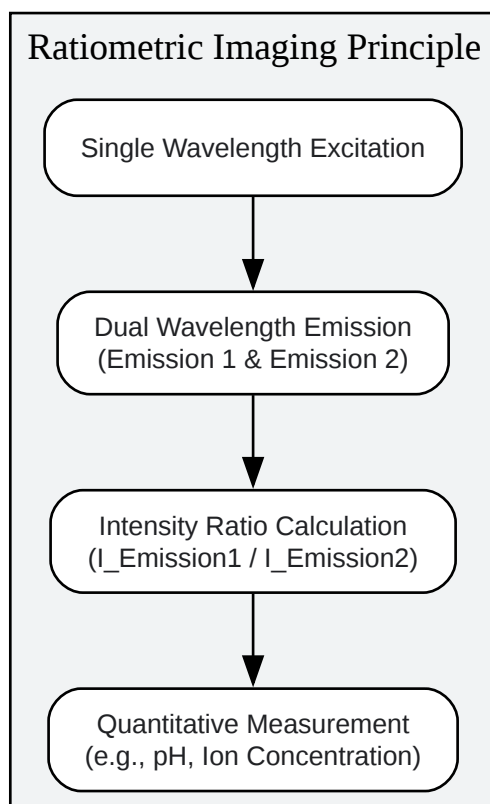 Ratiometric Imaging Principle
Single Wavelength Excitation
Dual Wavelength Emission
(Emission 1 & Emission 2)
Intensity Ratio Calculation
(I_Emission1 / I_Emission2)
Quantitative Measurement
(e.g., pH, Ion Concentration)